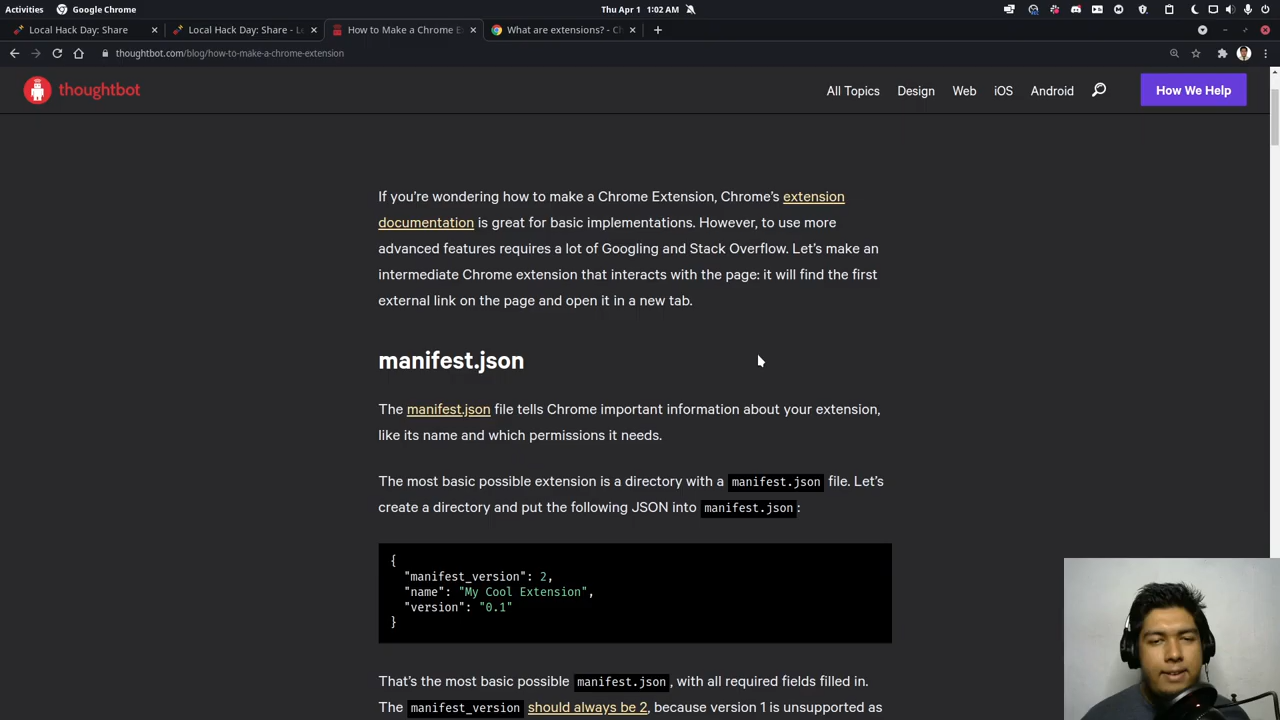 Activities
Google Chrome
Thu Apr 1 1:02 AM
Local Hack Day: Share
Local Hack Day: Share - Lo
How to Make a Chrome E
What are extensions? - Ch
thoughtbot.com/blog/how-to-make-a-chrome-extension
thoughtbot
All Topics
Design
Web
iOS
Android
How We Help
If you're wondering how to make a Chrome Extension, Chrome's extension
documentation is great for basic implementations. However, to use more
advanced features requires a lot of Googling and Stack Overflow. Let's make an
intermediate Chrome extension that interacts with the page: it will find the first
external link on the page and open it in a new tab.
manifest.json
The manifest.json file tells Chrome important information about your extension,
like its name and which permissions it needs.
The most basic possible extension is a directory with a manifest.json file. Let's
create a directory and put the following JSON into manifest.json:
{
"manifest_version": 2,
"name": "My Cool Extension",
"version": "0.1"
}
That's the most basic possible manifest.json, with all required fields filled in.
The manifest_version should always be 2, because version 1 is unsupported as